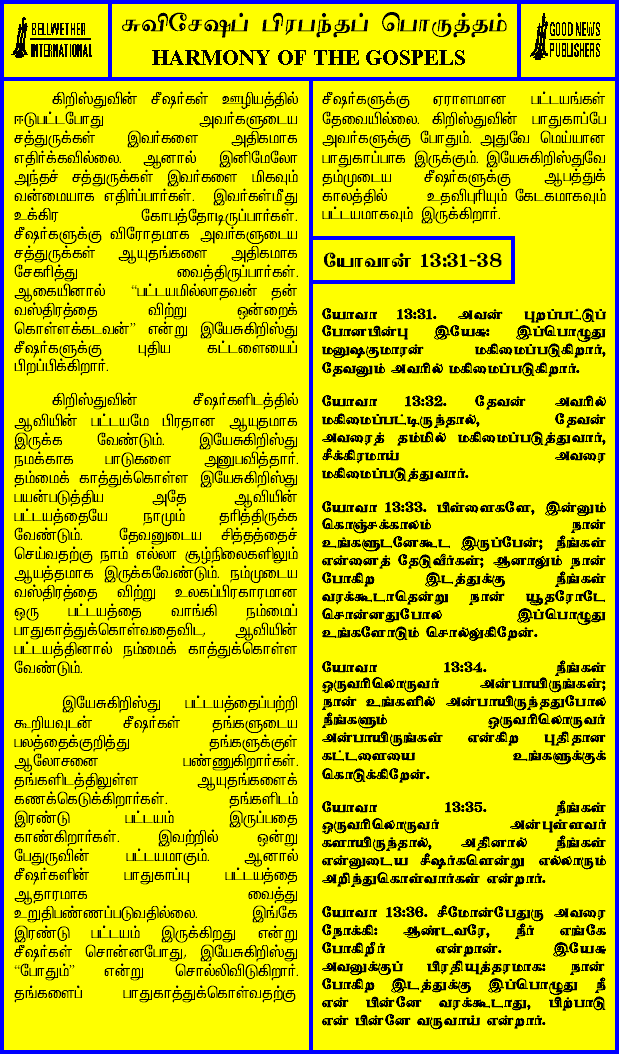 BELLWETHER
INTERNATIONAL
சுவிசேஷப் பிரபந்தப் பொருத்தம்
HARMONY OF THE GOSPELS
GOOD NEWS
PUBLISHERS
கிறிஸ்துவின் சீஷர்கள் ஊழியத்தில்
ஈடுபட்டபோது அவர்களுடைய
சத்துருக்கள் இவர்களை அதிகமாக
எதிர்க்கவில்லை. ஆனால் இனிமேலோ
அந்தச் சத்துருக்கள் இவர்களை மிகவும்
வன்மையாக எதிர்ப்பார்கள். இவர்கள்மீது
உக்கிர கோபத்தோடிருப்பார்கள்.
சீஷர்களுக்கு விரோதமாக அவர்களுடைய
சத்துருக்கள் ஆயுதங்களை அதிகமாக
சேகரித்து வைத்திருப்பார்கள்.
ஆகையினால் “பட்டயமில்லாதவன் தன்
வஸ்திரத்தை விற்று ஒன்றைக்
கொள்ளக்கடவன்” என்று இயேசுகிறிஸ்து
சீஷர்களுக்கு புதிய கட்டளையைப்
பிறப்பிக்கிறார்.
கிறிஸ்துவின் சீஷர்களிடத்தில்
ஆவியின் பட்டயமே பிரதான ஆயுதமாக
இருக்க வேண்டும். இயேசுகிறிஸ்து
நமக்காக பாடுகளை அனுபவித்தார்.
தம்மைக் காத்துக்கொள்ள இயேசுகிறிஸ்து
பயன்படுத்திய அதே ஆவியின்
பட்டயத்தையே நாமும் தரித்திருக்க
வேண்டும். தேவனுடைய சித்தத்தைச்
செய்வதற்கு நாம் எல்லா சூழ்நிலைகளிலும்
ஆயத்தமாக இருக்கவேண்டும். நம்முடைய
வஸ்திரத்தை விற்று உலகப்பிரகாரமான
ஒரு பட்டயத்தை வாங்கி நம்மைப்
பாதுகாத்துக்கொள்வதைவிட, ஆவியின்
பட்டயத்தினால் நம்மைக் காத்துக்கொள்ள
வேண்டும்.
இயேசுகிறிஸ்து பட்டயத்தைப்பற்றி
கூறியவுடன் சீஷர்கள் தங்களுடைய
பலத்தைக்குறித்து தங்களுக்குள்
ஆலோசனை பண்ணுகிறார்கள்.
தங்களிடத்திலுள்ள ஆயுதங்களைக்
கணக்கெடுக்கிறார்கள். தங்களிடம்
இரண்டு பட்டயம் இருப்பதை
காண்கிறார்கள். இவற்றில் ஒன்று
பேதுருவின் பட்டயமாகும். ஆனால்
சீஷர்களின் பாதுகாப்பு பட்டயத்தை
ஆதாரமாக வைத்து
உறுதிபண்ணப்படுவதில்லை. இங்கே
இரண்டு பட்டயம் இருக்கிறது என்று
சீஷர்கள் சொன்னபோது, இயேசுகிறிஸ்து
“போதும்” என்று சொல்லிவிடுகிறார்.
தங்களைப் பாதுகாத்துக்கொள்வதற்கு
சீஷர்களுக்கு ஏராளமான பட்டயங்கள்
தேவையில்லை. கிறிஸ்துவின் பாதுகாப்பே
அவர்களுக்கு போதும். அதுவே மெய்யான
பாதுகாப்பாக இருக்கும். இயேசுகிறிஸ்துவே
தம்முடைய சீஷர்களுக்கு ஆபத்துக்
காலத்தில் உதவிபுரியும் கேடகமாகவும்
பட்டயமாகவும் இருக்கிறார்.
யோவான் 13:31-38
யோவா 13:31. அவன் புறப்பட்டுப்
போனபின்பு இயேசு: இப்பொழுது
மனுஷகுமாரன் மகிமைப்படுகிறார்,
தேவனும் அவரில் மகிமைப்படுகிறார்.
யோவா 13:32. தேவன் அவரில்
மகிமைப்பட்டிருந்தால், தேவன்
அவரைத் தம்மில் மகிமைப்படுத்துவார்,
சீக்கிரமாய் அவரை
மகிமைப்படுத்துவார்.
யோவா 13:33. பிள்ளைகளே, இன்னும்
கொஞ்சக்காலம் நான்
உங்களுடனேகூட இருப்பேன்; நீங்கள்
என்னைத் தேடுவீர்கள்; ஆனாலும் நான்
போகிற இடத்துக்கு நீங்கள்
வரக்கூடாதென்று நான் யூதரோடே
சொன்னதுபோல இப்பொழுது
உங்களோடும் சொல்லுகிறேன்.
யோவா 13:34. நீங்கள்
ஒருவரிலொருவர் அன்பாயிருங்கள்;
நான் உங்களில் அன்பாயிருந்ததுபோல
நீங்களும் ஒருவரிலொருவர்
அன்பாயிருங்கள் என்கிற புதிதான
கட்டளையை உங்களுக்குக்
கொடுக்கிறேன்.
யோவா 13:35. நீங்கள்
ஒருவரிலொருவர் அன்புள்ளவர்
களாயிருந்தால், அதினால் நீங்கள்
என்னுடைய சீஷர்களென்று எல்லாரும்
அறிந்துகொள்வார்கள் என்றார்.
யோவா 13:36. சீமோன்பேதுரு அவரை
நோக்கி: ஆண்டவரே, நீர் எங்கே
போகிறீர் என்றான். இயேசு
அவனுக்குப் பிரதியுத்தரமாக: நான்
போகிற இடத்துக்கு இப்பொழுது நீ
என் பின்னே வரக்கூடாது, பிற்பாடு
என் பின்னே வருவாய் என்றார்.